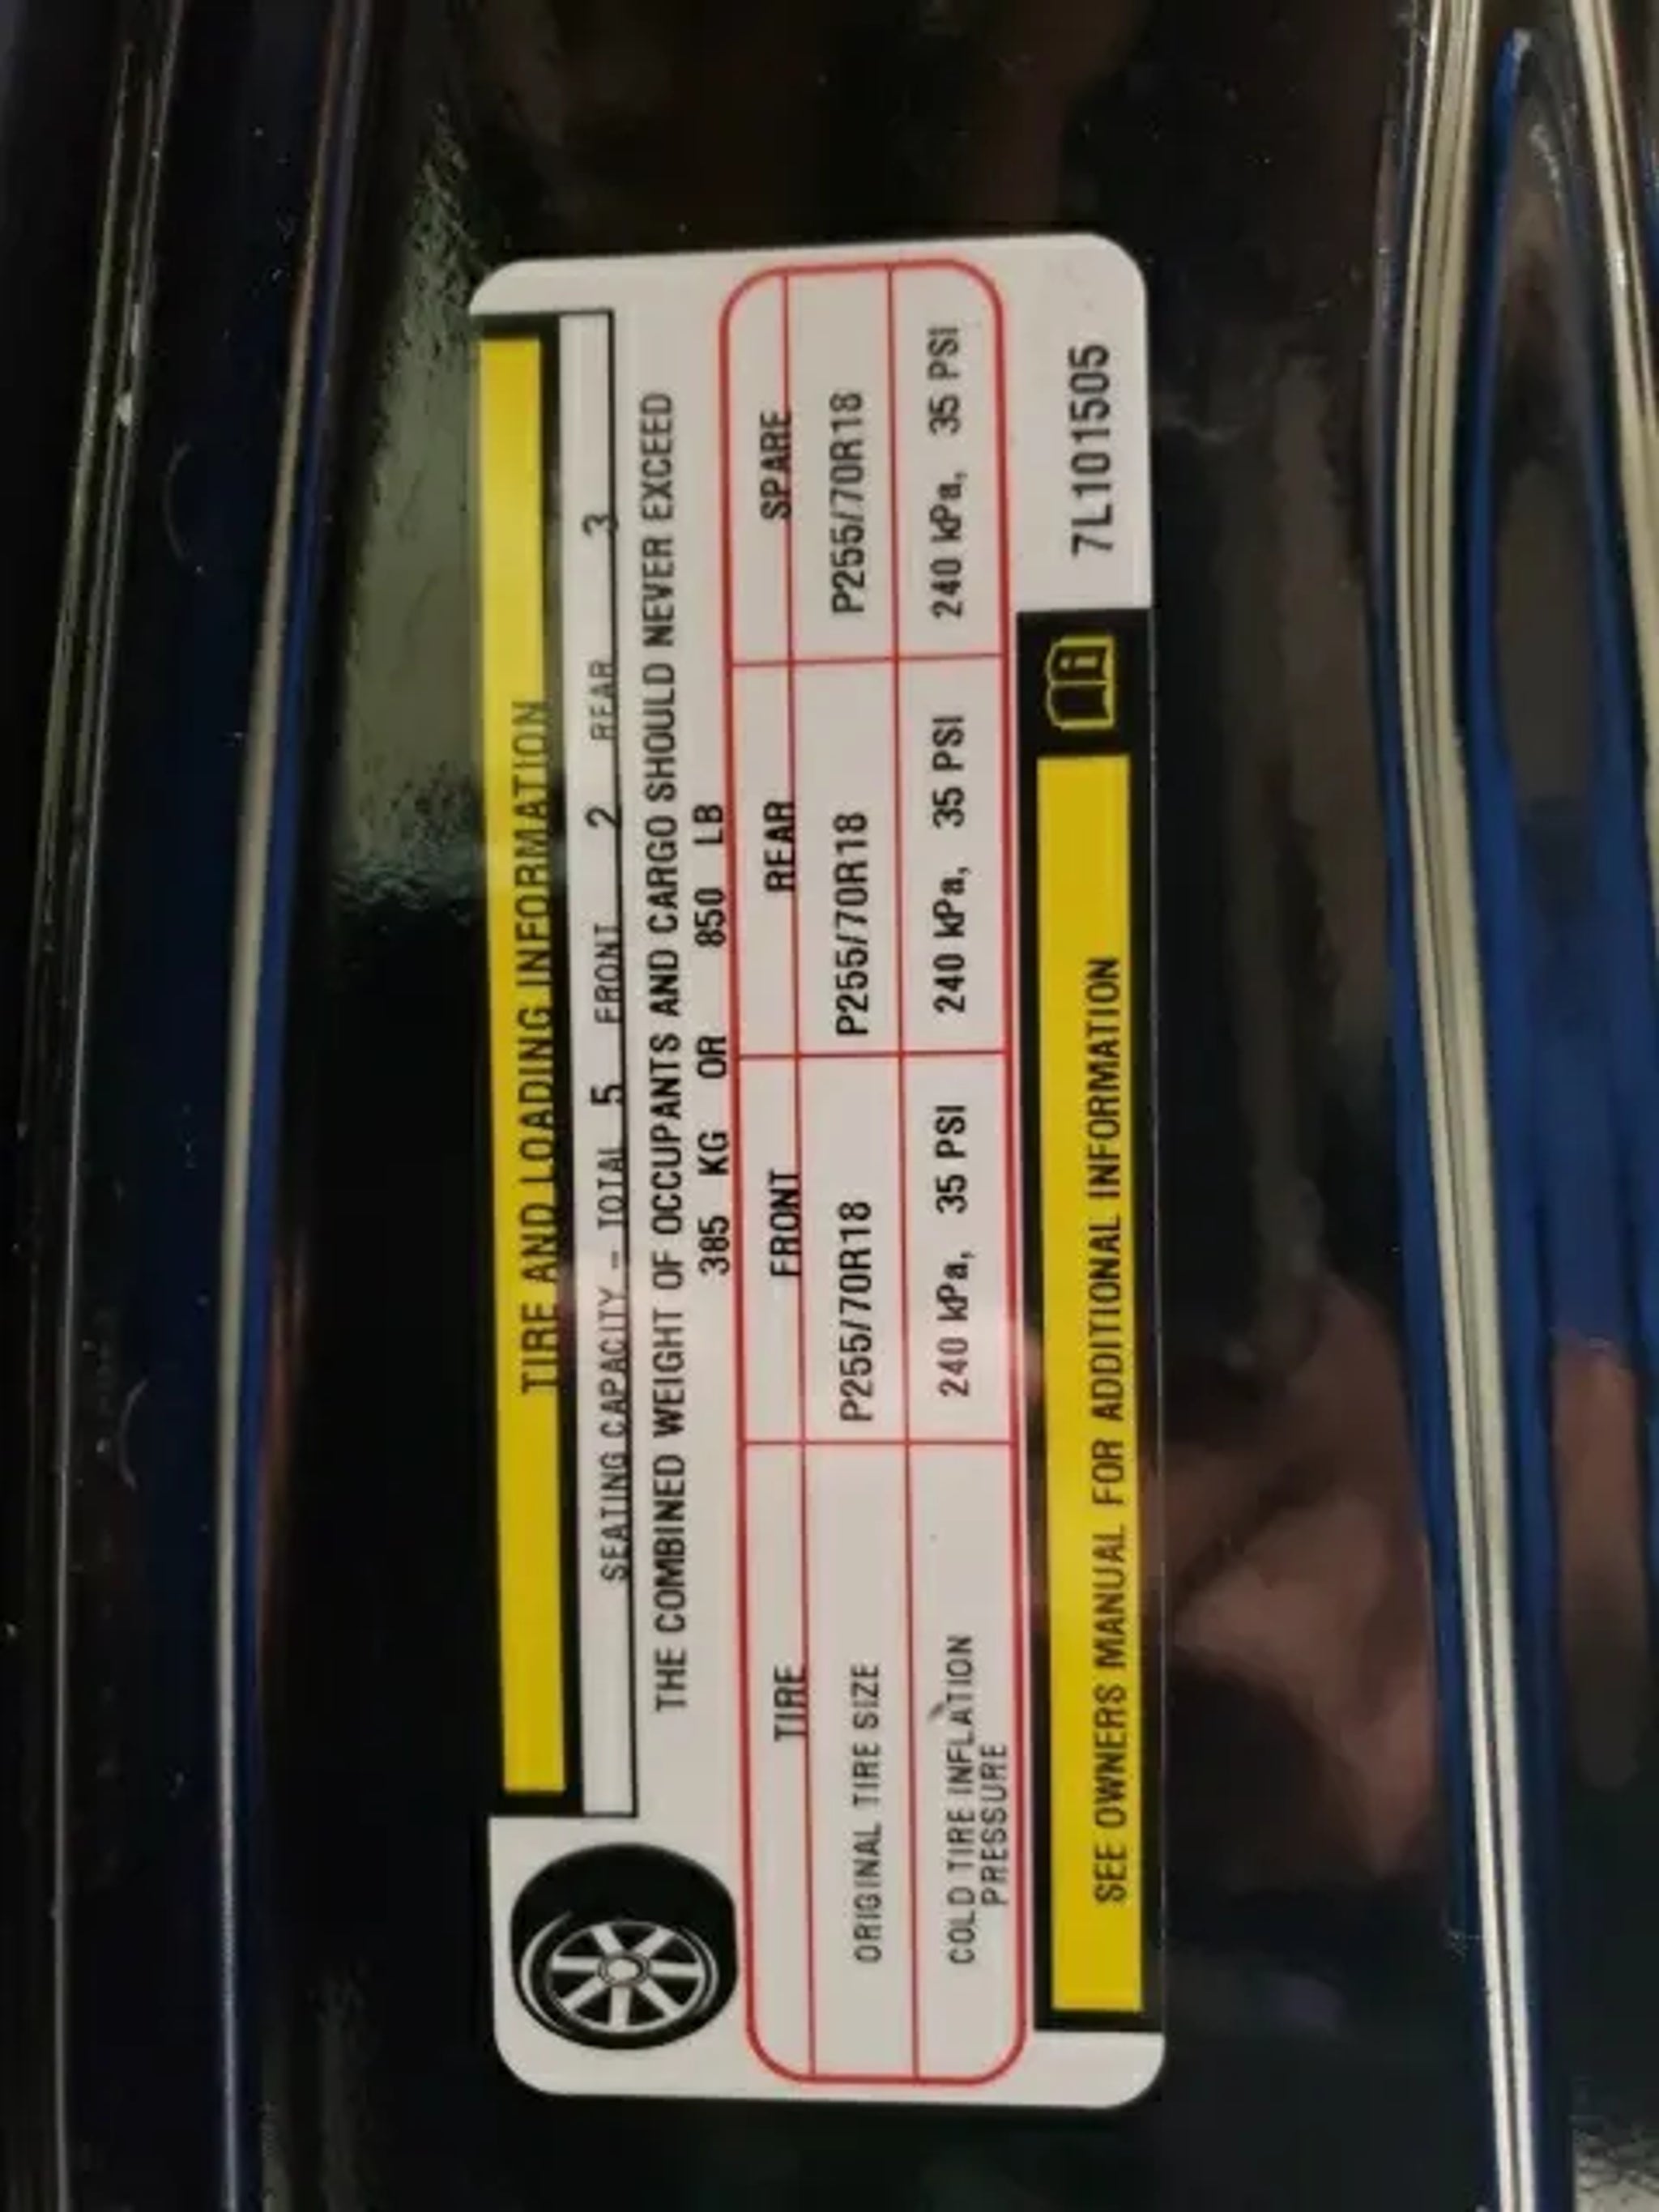 TIRE AND LOADING INFORMATION
SEATING CAPACITY - TOTAL 5 FRONT 2 REAR 3
THE COMBINED WEIGHT OF OCCUPANTS AND CARGO SHOULD NEVER EXCEED
385 KG OR 850 LB
TIRE FRONT REAR SPARE
ORIGINAL TIRE SIZE P255/70R18 P255/70R18 P255/70R18
COLD TIRE INFLATION PRESSURE 240 kPa, 35 PSI 240 kPa, 35 PSI 240 kPa, 35 PSI
SEE OWNERS MANUAL FOR ADDITIONAL INFORMATION
7L101505